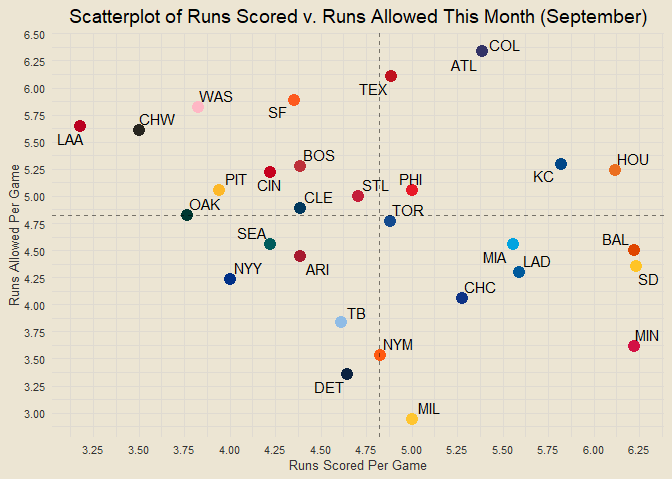 Scatterplot of Runs Scored v. Runs Allowed This Month (September)
6.50
6.25
6.00
5.75
5.50
5.25
5.00
4.75
4.50
4.25
4.00
3.75
3.50
3.25
3.00
Runs Allowed Per Game
COL
ATL
TEX
WAS
SF
CHW
LAA
BOS
KC
HOU
PIT
CIN
STL
PHI
OAK
CLE
TOR
SEA
MIA
BAL
NYY
ARI
LAD
SD
CHC
TB
NYM
MIN
DET
MIL
3.25 3.50 3.75 4.00 4.25 4.50 4.75 5.00 5.25 5.50 5.75 6.00 6.25
Runs Scored Per Game